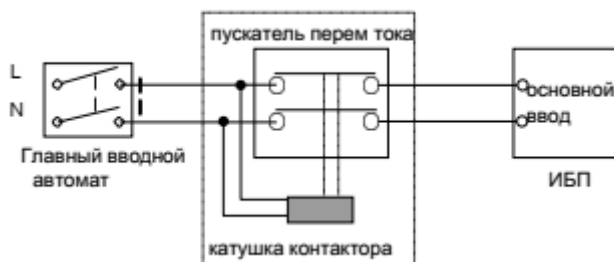 пускатель перем тока
L
N
основной
ввод
Главный вводной
автомат
ИБП
катушка контактора